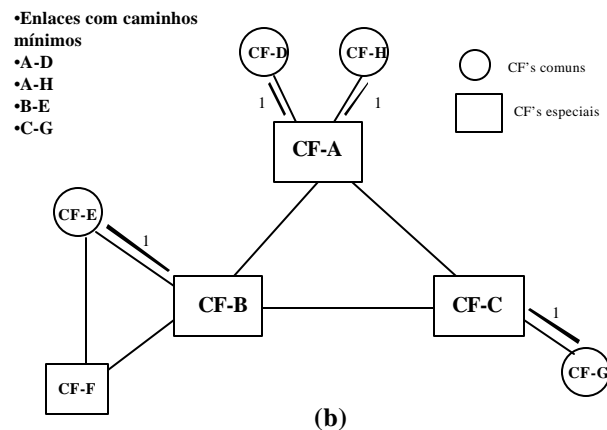 •Enlaces com caminhos
mínimos
•A-D
•A-H
•B-E
•C-G
CF-D
CF-H
CF's comuns
1
1
CF's especiais
CF-A
CF-E
1
CF-B
CF-C
1
CF-F
CF-G
(b)